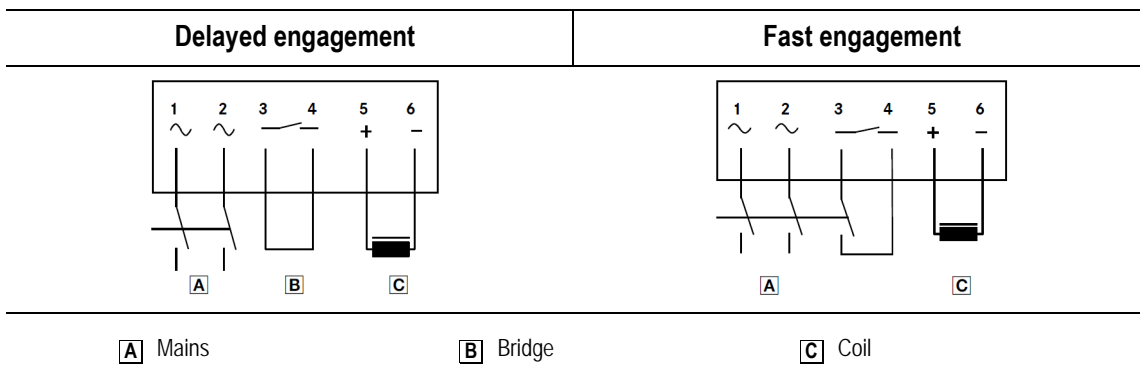 Delayed engagement
Fast engagement
1 2 3 4 5 6
+ −
1 2 3 4 5 6
+ −
A B C
A C
A Mains
B Bridge
C Coil